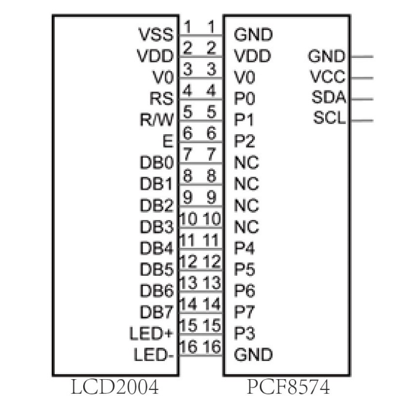 VSS 1 1 GND
VDD 2 2 VDD GND
V0 3 3 V0 VCC
RS 4 4 P0 SDA
R/W 5 5 P1 SCL
E 6 6 P2
DB0 7 7 NC
DB1 8 8 NC
DB2 9 9 NC
DB3 10 10 NC
DB4 11 11 P4
DB5 12 12 P5
DB6 13 13 P6
DB7 14 14 P7
LED+ 15 15 P3
LED- 16 16 GND
LCD2004 PCF8574